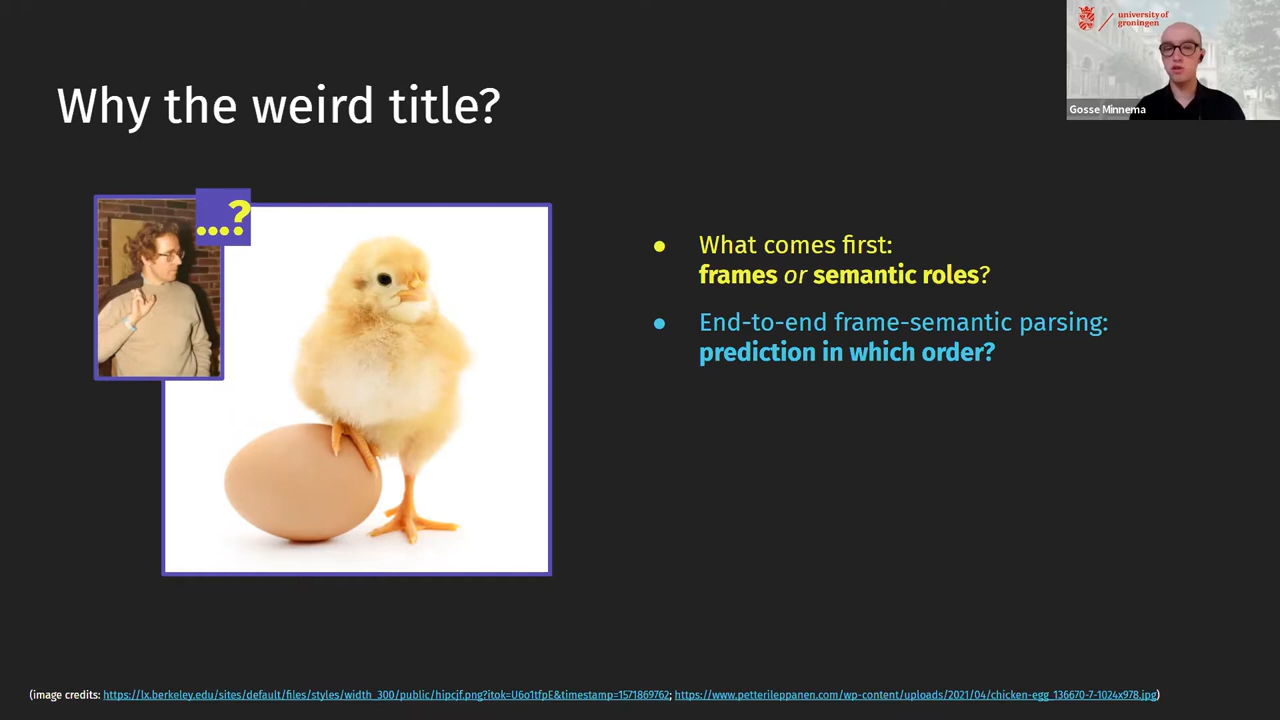 university of
groningen
Gosse Minnema
Why the weird title?
....?
● What comes first:
frames or semantic roles?
● End-to-end frame-semantic parsing:
prediction in which order?
(image credits: https://lx.berkeley.edu/sites/default/files/styles/width_300/public/hipcjf.png?itok=U6o1tfpE&timestamp=1571869762; https://www.petterileppanen.com/wp-content/uploads/2021/04/chicken-egg_136670-7-1024x978.jpg)